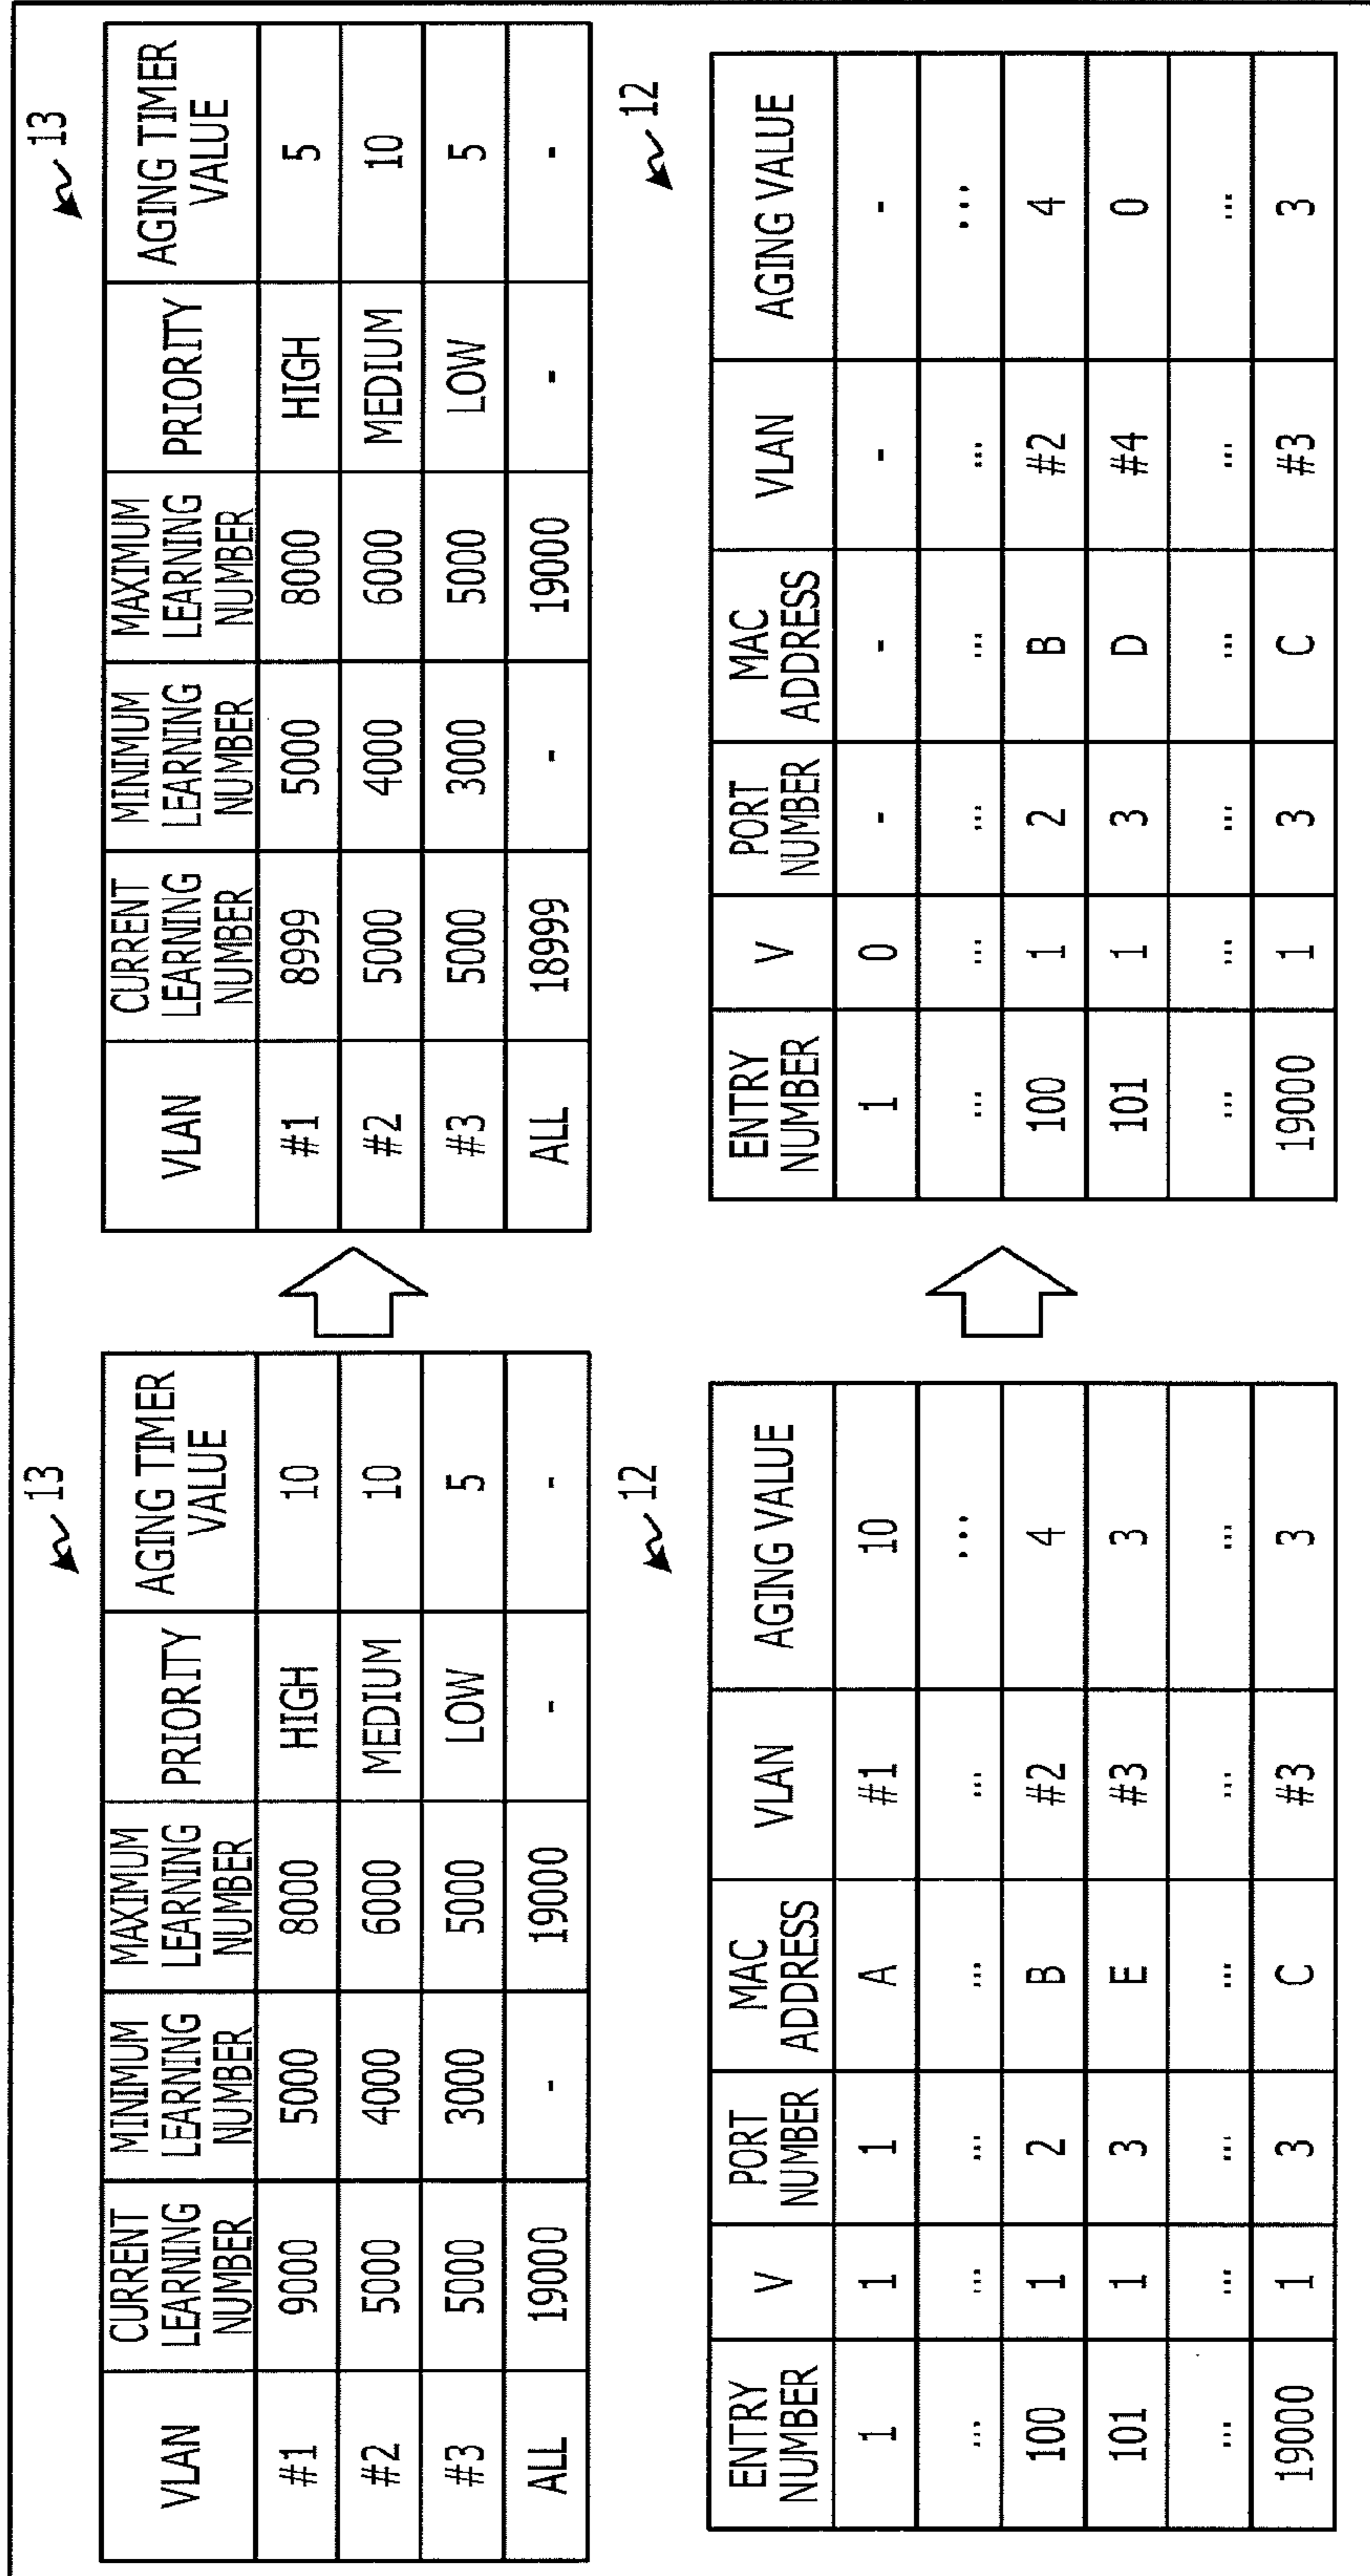 13
VLAN CURRENT LEARNING NUMBER MINIMUM LEARNING NUMBER MAXIMUM LEARNING NUMBER PRIORITY AGING TIMER VALUE
#1 9000 5000 8000 HIGH 10
#2 5000 4000 6000 MEDIUM 10
#3 5000 3000 5000 LOW 5
ALL 19000 - 19000 - -
13
VLAN CURRENT LEARNING NUMBER MINIMUM LEARNING NUMBER MAXIMUM LEARNING NUMBER PRIORITY AGING TIMER VALUE
#1 8999 5000 8000 HIGH 5
#2 5000 4000 6000 MEDIUM 10
#3 5000 3000 5000 LOW 5
ALL 18999 - 19000 - -
12
ENTRY NUMBER V PORT NUMBER MAC ADDRESS VLAN AGING VALUE
1 1 1 A #1 10
... ... ... ... ... ...
100 1 2 B #2 4
101 1 3 E #3 3
... ... ... ... ... ...
19000 1 3 C #3 3
12
ENTRY NUMBER V PORT NUMBER MAC ADDRESS VLAN AGING VALUE
1 0 - - - -
... ... ... ... ... ...
100 1 2 B #2 4
101 1 3 D #4 0
... ... ... ... ... ...
19000 1 3 C #3 3